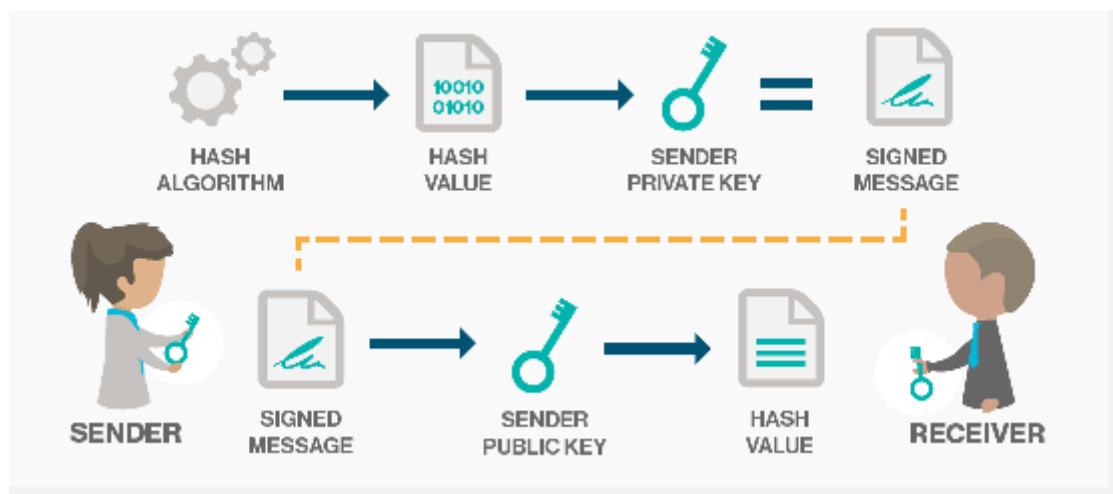 10010
01010
HASH
ALGORITHM
HASH
VALUE
SENDER
PRIVATE KEY
SIGNED
MESSAGE
SENDER
SIGNED
MESSAGE
SENDER
PUBLIC KEY
HASH
VALUE
RECEIVER